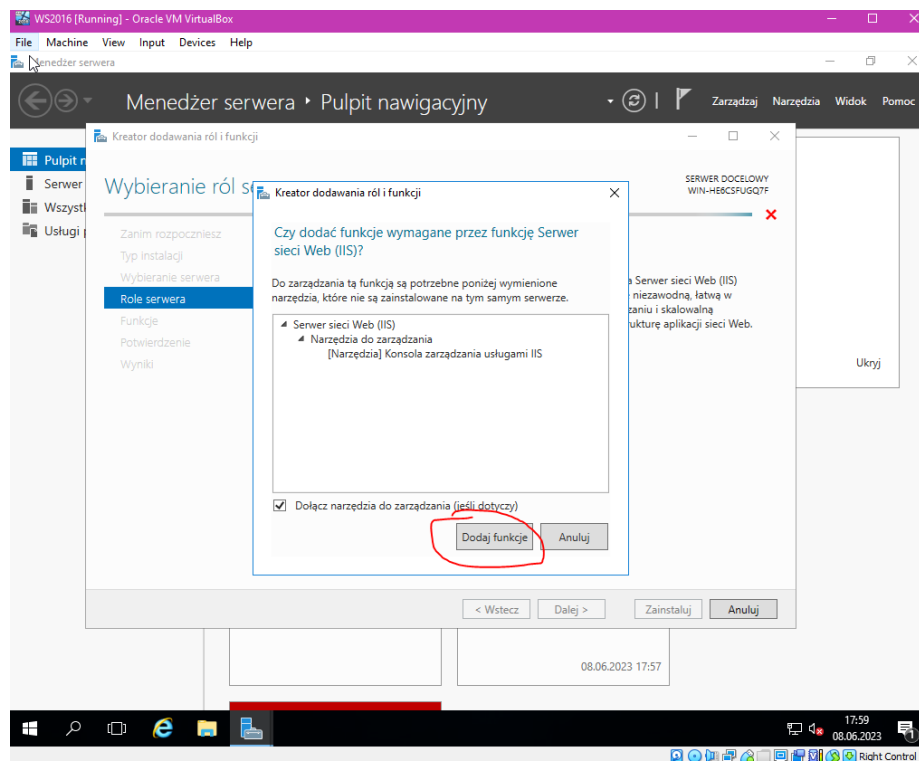 WS2016 [Running] - Oracle VM VirtualBox
File Machine View Input Devices Help
Menedżer serwera
Menedżer serwera • Pulpit nawigacyjny
Zarządzaj Narzędzia Widok Pomoc
Kreator dodawania ról i funkcji
Pulpit
Serwer
Usługi
Wybieranie ról
SERWER DOCELOWY
WIN-HE6CSFUGQ7F
Zanim rozpoczniesz
Typ instalacji
Wybieranie serwera
Role serwera
Funkcje
Potwierdzenie
Wyniki
Kreator dodawania ról i funkcji
Czy dodać funkcje wymagane przez funkcję Serwer
sieci Web (IIS)?
Do zarządzania tą funkcją są potrzebne poniżej wymienione
narzędzia, które nie są zainstalowane na tym samym serwerze.
Serwer sieci Web (IIS)
Narzędzia do zarządzania
[Narzędzia] Konsola zarządzania usługami IIS
Dołącz narzędzia do zarządzania (jeśli dotyczy)
Dodaj funkcje Anuluj
Serwer sieci Web (IIS)
niezawodną, łatwą w
i skalowalną
aplikacji sieci Web.
Ukryj
< Wstecz Dalej > Zainstaluj Anuluj
08.06.2023 17:57
17:59
08.06.2023
1
Right Control